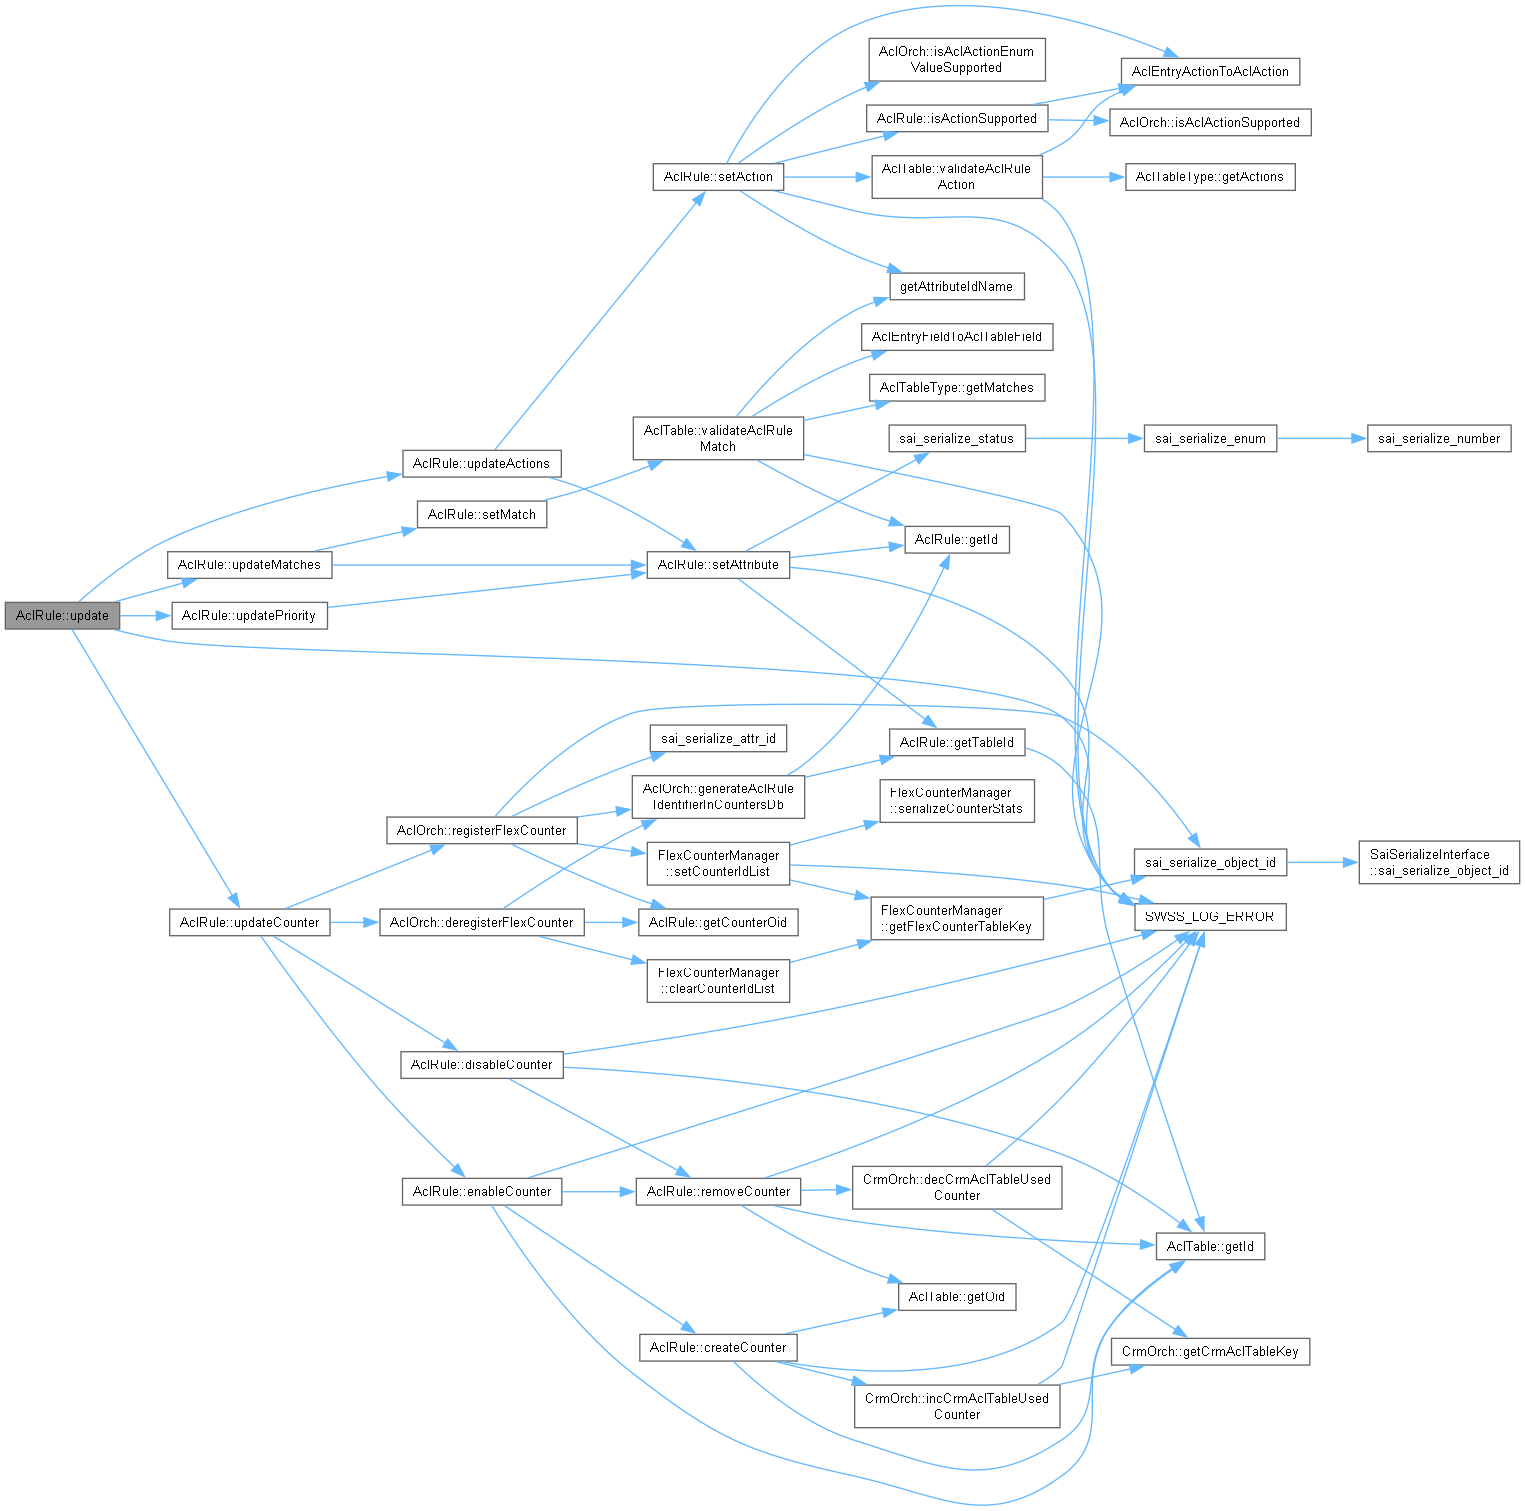 AclOrch::isAclActionEnum
ValueSupported
AclEntryActionToAclAction
AclRule::isActionSupported
AclOrch::isAclActionSupported
AclRule::setAction
AclTable::validateAclRule
Action
AclTableType::getActions
getAttributeIdName
AclEntryFieldToAclTableField
AclTableType::getMatches
AclTable::validateAclRule
Match
sai_serialize_status
sai_serialize_enum
sai_serialize_number
AclRule::updateActions
AclRule::setMatch
AclRule::getId
AclRule::updateMatches
AclRule::setAttribute
AclRule::update
AclRule::updatePriority
sai_serialize_attr_id
AclRule::getTableId
AclOrch::generateAclRule
IdentifierInCountersDb
FlexCounterManager
::serializeCounterStats
AclOrch::registerFlexCounter
FlexCounterManager
::setCounterIdList
sai_serialize_object_id
SaiSerializeInterface
::sai_serialize_object_id
AclRule::updateCounter
AclOrch::deregisterFlexCounter
AclRule::getCounterOid
FlexCounterManager
::getFlexCounterTableKey
SWSS_LOG_ERROR
FlexCounterManager
::clearCounterIdList
AclRule::disableCounter
AclRule::enableCounter
AclRule::removeCounter
CrmOrch::decCrmAclTableUsed
Counter
AclTable::getId
AclTable::getOid
AclRule::createCounter
CrmOrch::getCrmAclTableKey
CrmOrch::incCrmAclTableUsed
Counter